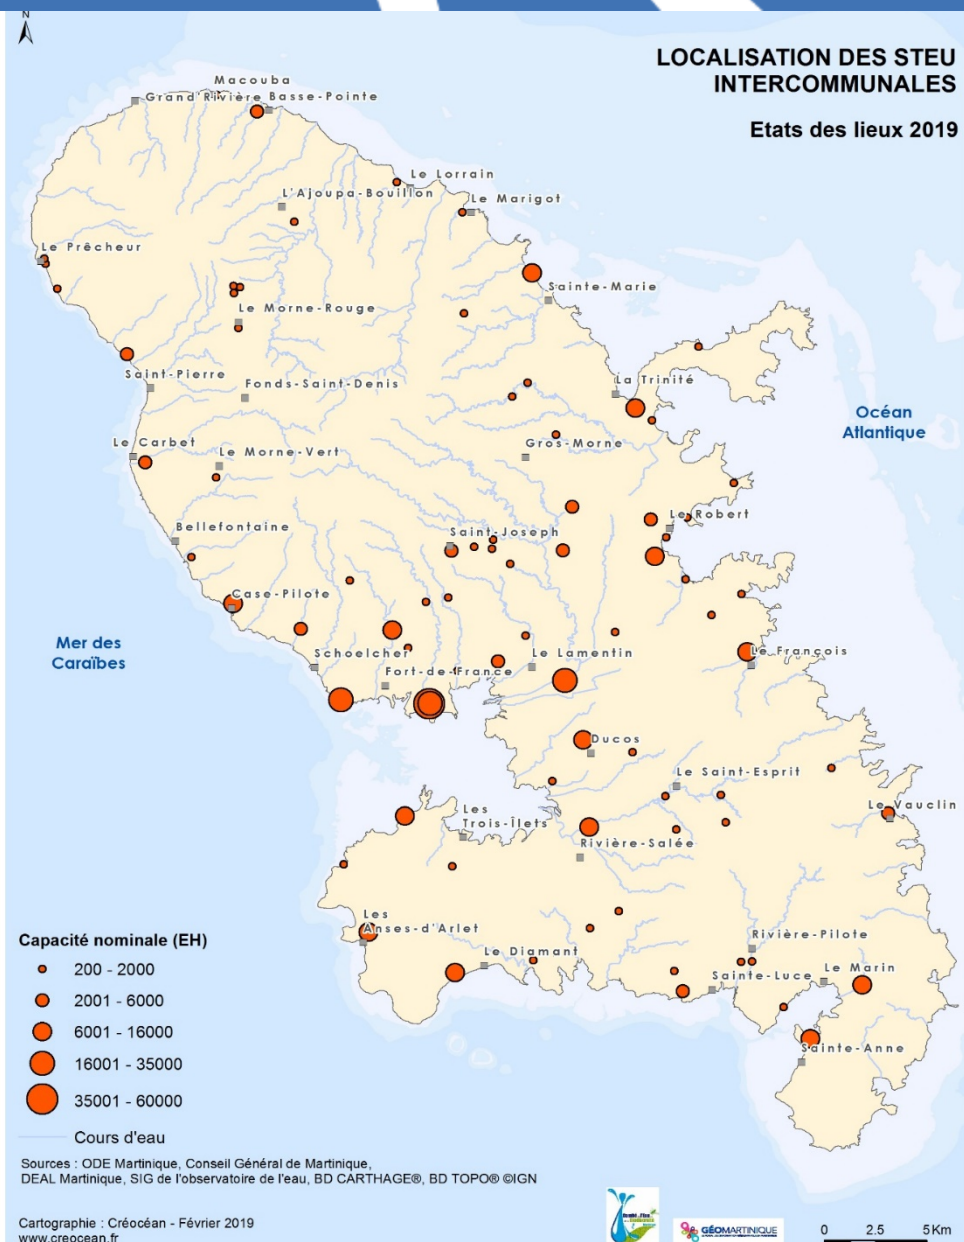 N
LOCALISATION DES STEU
INTERCOMMUNALES
Etats des lieux 2019
Macouba
Grand'Rivière Basse-Pointe
Le Lorrain
L'Ajoupa-Bouillon
Le Marigot
Le Prêcheur
Sainte-Marie
Le Morne-Rouge
Saint-Pierre
Fonds-Saint-Denis
La Trinité
Océan
Atlantique
Le Carbet
Le Morne-Vert
Gros-Morne
Bellefontaine
Saint-Joseph
Le Robert
Case-Pilote
Mer des
Caraïbes
Schoelcher
Fort-de-France
Le Lamentin
Le François
Ducos
Le Saint-Esprit
Les
Trois-Îlets
Le Vauclin
Rivière-Salée
Les
Anses-d'Arlet
Le Diamant
Rivière-Pilote
Sainte-Luce
Le Marin
Sainte-Anne
Capacité nominale (EH)
200 - 2000
2001 - 6000
6001 - 16000
16001 - 35000
35001 - 60000
Cours d'eau
Sources : ODE Martinique, Conseil Général de Martinique,
DEAL Martinique, SIG de l'observatoire de l'eau, BD CARTHAGE®, BD TOPO® ©IGN
Cartographie : Créocéan - Février 2019
www.creocean.fr
GÉOMARTINIQUE
0 2.5 5Km